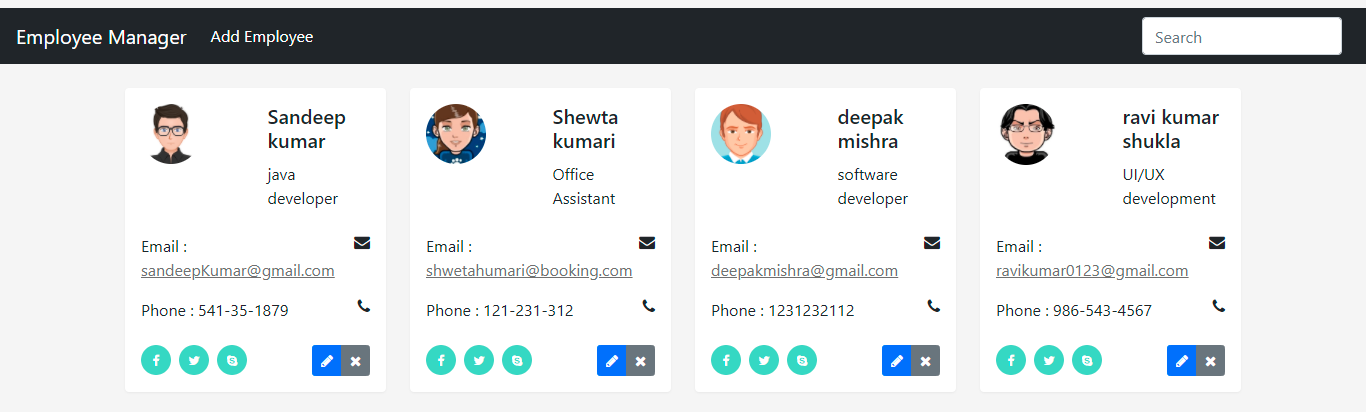 Employee Manager Add Employee Search
Sandeep
kumar
java
developer
Email :
sandeepKumar@gmail.com
Phone : 541-35-1879
Shewta
kumari
Office
Assistant
Email :
shwetahumari@booking.com
Phone : 121-231-312
deepak
mishra
software
developer
Email :
deepakmishra@gmail.com
Phone : 1231232112
ravi kumar
shukla
UI/UX
development
Email :
ravikumar0123@gmail.com
Phone : 986-543-4567